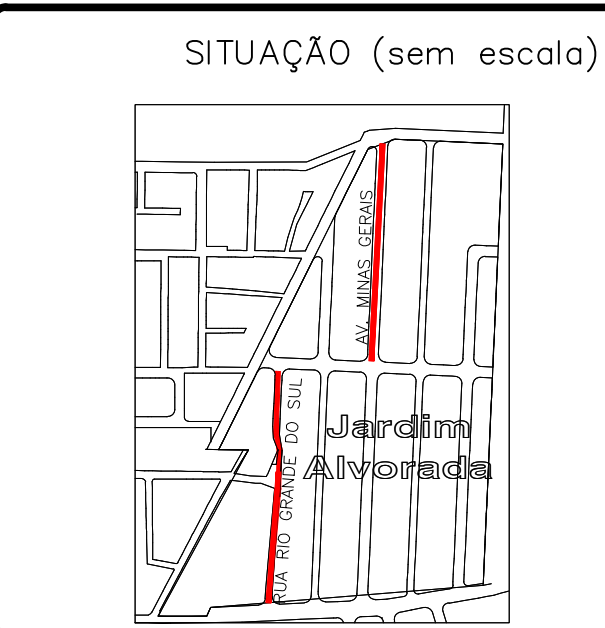 SITUAÇÃO (sem escala)
AV. MINAS GERAIS
RUA RIO GRANDE DO SUL
Jardim
Alvorada